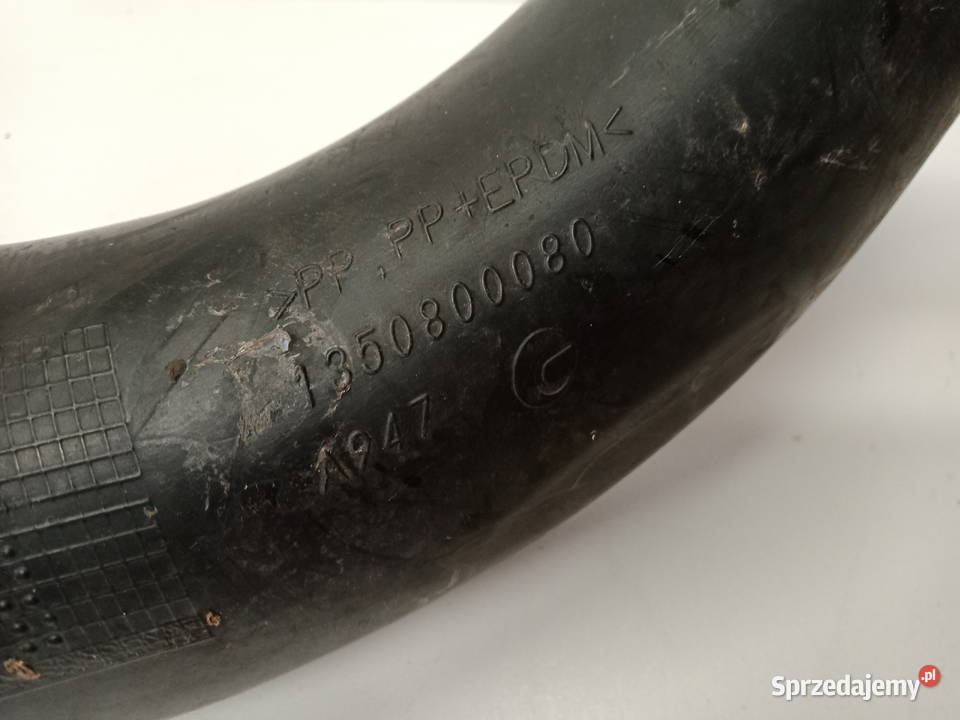 >PP,PP+EPDM<
1350800080
A947
Sprzedajemy.pl